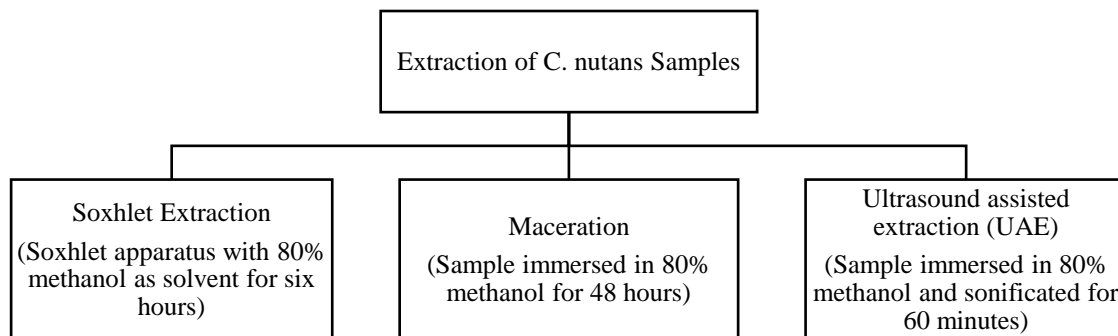 Extraction of C. nutans Samples
Soxhlet Extraction
(Soxhlet apparatus with 80%
methanol as solvent for six
hours)
Maceration
(Sample immersed in 80%
methanol for 48 hours)
Ultrasound assisted
extraction (UAE)
(Sample immersed in 80%
methanol and sonificated for
60 minutes)